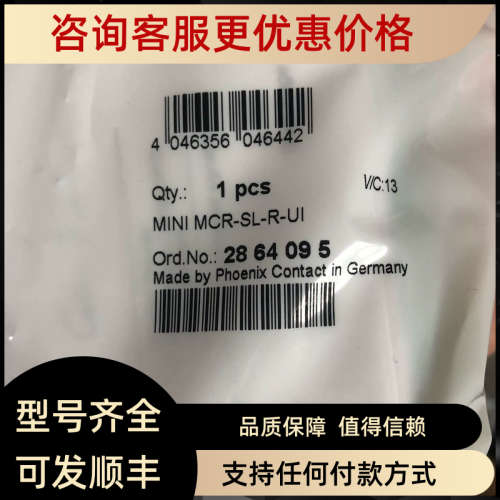 咨询客服更优惠价格
4 046356 046442
Qty.: 1 pcs V/C:13
MINI MCR-SL-R-UI
Ord.No.: 28 64 09 5
Made by Phoenix Contact in Germany
型号齐全
可发顺丰
品质保障 值得信赖
支持任何付款方式